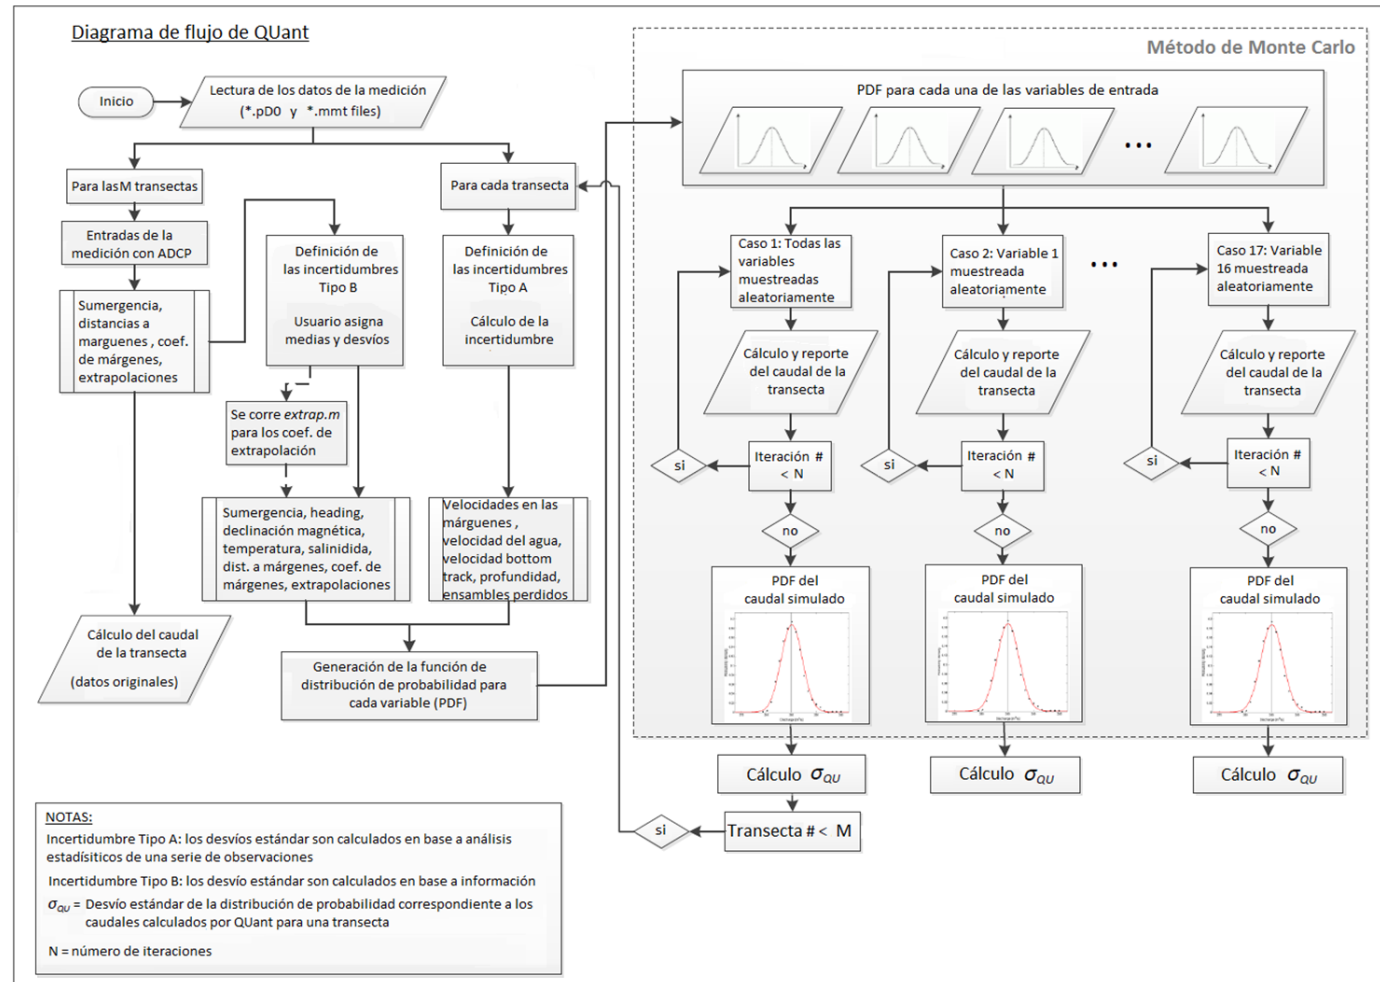 Diagrama de flujo de QUant
Método de Monte Carlo
Inicio
Lectura de los datos de la medición
(*.pD0 y *.mmt files)
Para lasM transectas
Para cada transecta
Entradas de la
medición con ADCP
Sumergencia,
distancias a
marguenes , coef.
de márgenes,
extrapolaciones
Definición de
las incertidumbres
Tipo B
Usuario asigna
medias y desvíos
Definición de
las incertidumbres
Tipo A
Cálculo de la
incertidumbre
Se corre extrap.m
para los coef. de
extrapolación
Sumergencia, heading,
declinación magnética,
temperatura, salinidida,
dist. a márgenes, coef. de
márgenes, extrapolaciones
Velocidades en las
márguenes ,
velocidad del agua,
velocidad bottom
track, profundidad,
ensambles perdidos
Cálculo del caudal
de la transecta
(datos originales)
Generación de la función de
distribución de probabilidad para
cada variable (PDF)
PDF para cada una de las variables de entrada
...
Caso 1: Todas las
variables
muestreadas
aleatoriamente
Caso 2: Variable 1
muestreada
aleatoriamente
...
Caso 17: Variable
16 muestreada
aleatoriamente
Cálculo y reporte
del caudal de la
transecta
Cálculo y reporte
del caudal de la
transecta
Cálculo y reporte
del caudal de la
transecta
si
Iteración #
< N
si
Iteración #
< N
si
Iteración #
< N
no
no
no
PDF del
caudal simulado
PDF del
caudal simulado
PDF del
caudal simulado
Cálculo σQU
Cálculo σQU
Cálculo σQU
si
Transecta # < M
NOTAS:
Incertidumbre Tipo A: los desvíos estándar son calculados en base a análisis
estadísiticos de una serie de observaciones
Incertidumbre Tipo B: los desvío estándar son calculados en base a información
σQU = Desvío estándar de la distribución de probabilidad correspondiente a los
caudales calculados por QUant para una transecta
N = número de iteraciones